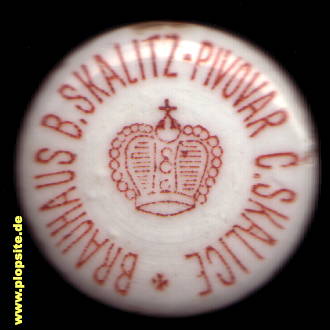 BRAUHAUS B. SKALITZ - PIVOVAR C. SKALICE
www.plopsite.de